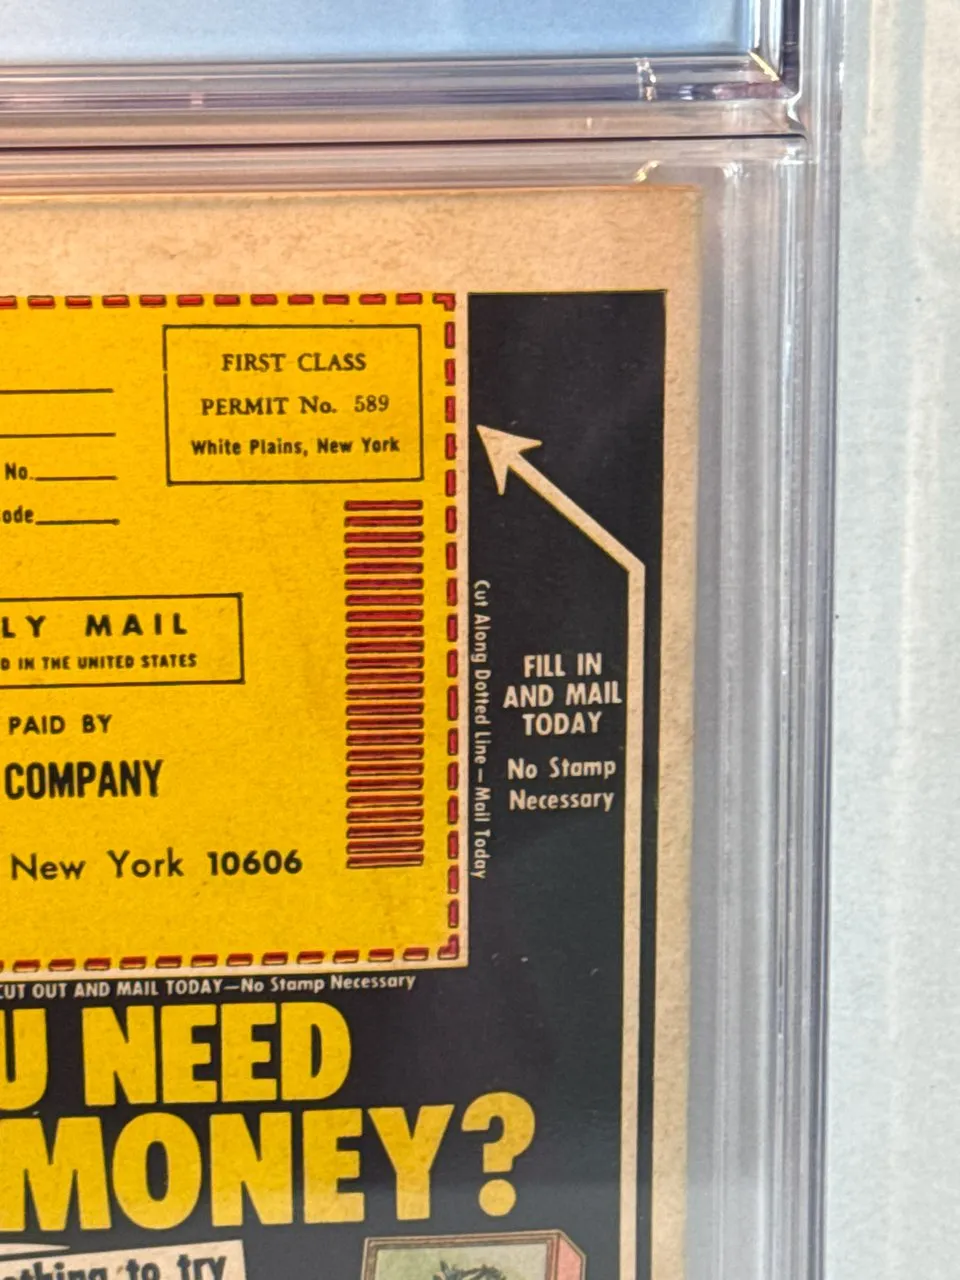 FIRST CLASS
PERMIT No. 589
White Plains, New York
No.
LY MAIL
D IN THE UNITED STATES
PAID BY
COMPANY
New York 10606
Cut Along Dotted Line — Mail Today
FILL IN
AND MAIL
TODAY
No Stamp
Necessary
CUT OUT AND MAIL TODAY—No Stamp Necessary
U NEED
MONEY?
thing to try